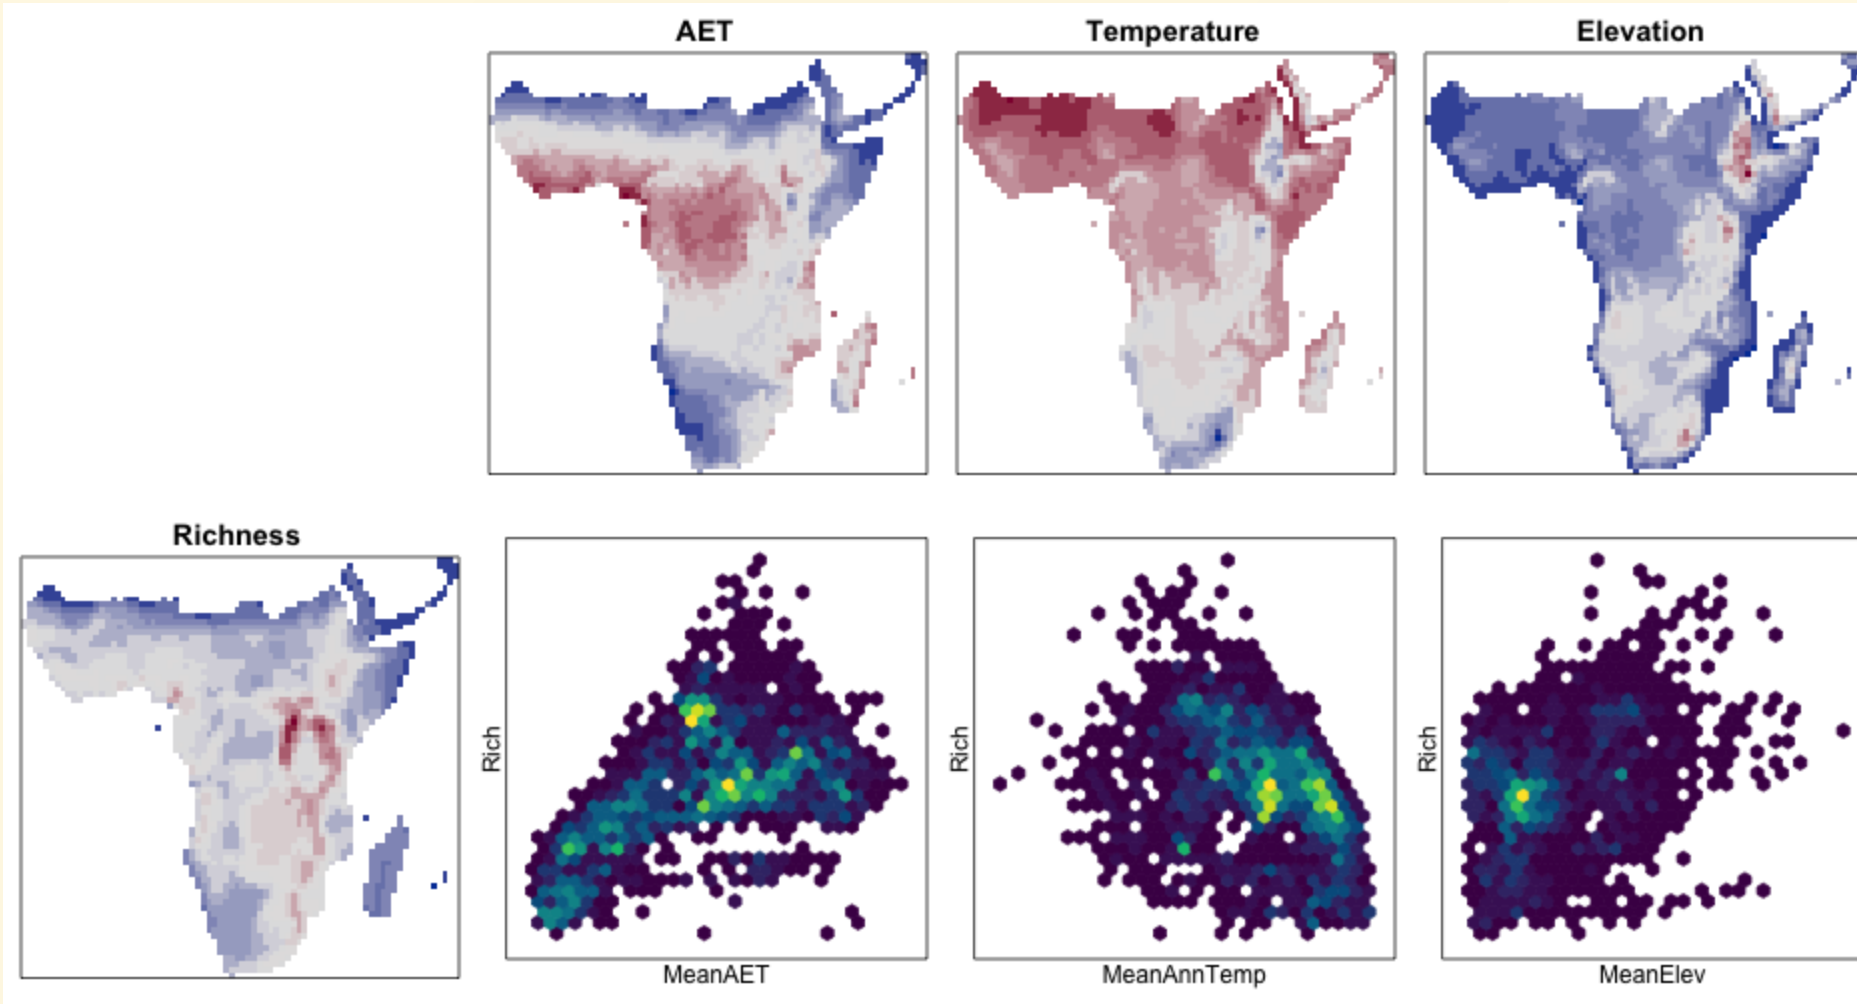 AET
Temperature
Elevation
Richness
Rich
MeanAET
Rich
MeanAnnTemp
Rich
MeanElev